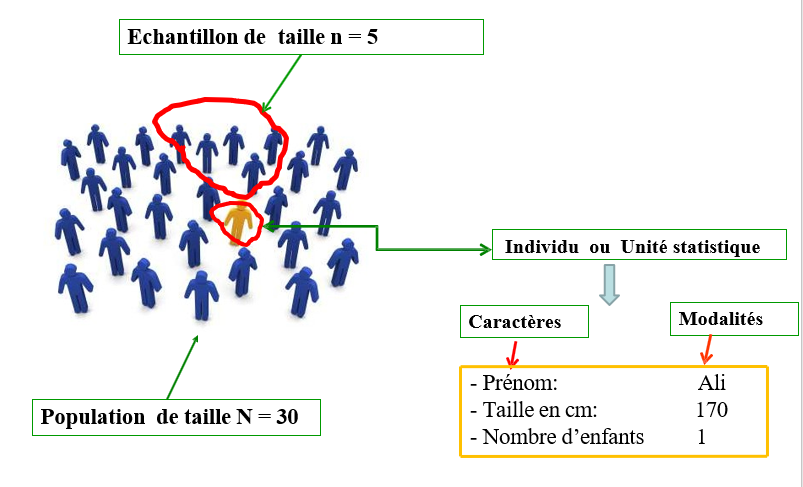 Echantillon de taille n = 5
Individu ou Unité statistique
Caractères
Modalités
- Prénom: Ali
- Taille en cm: 170
- Nombre d’enfants 1
Population de taille N = 30